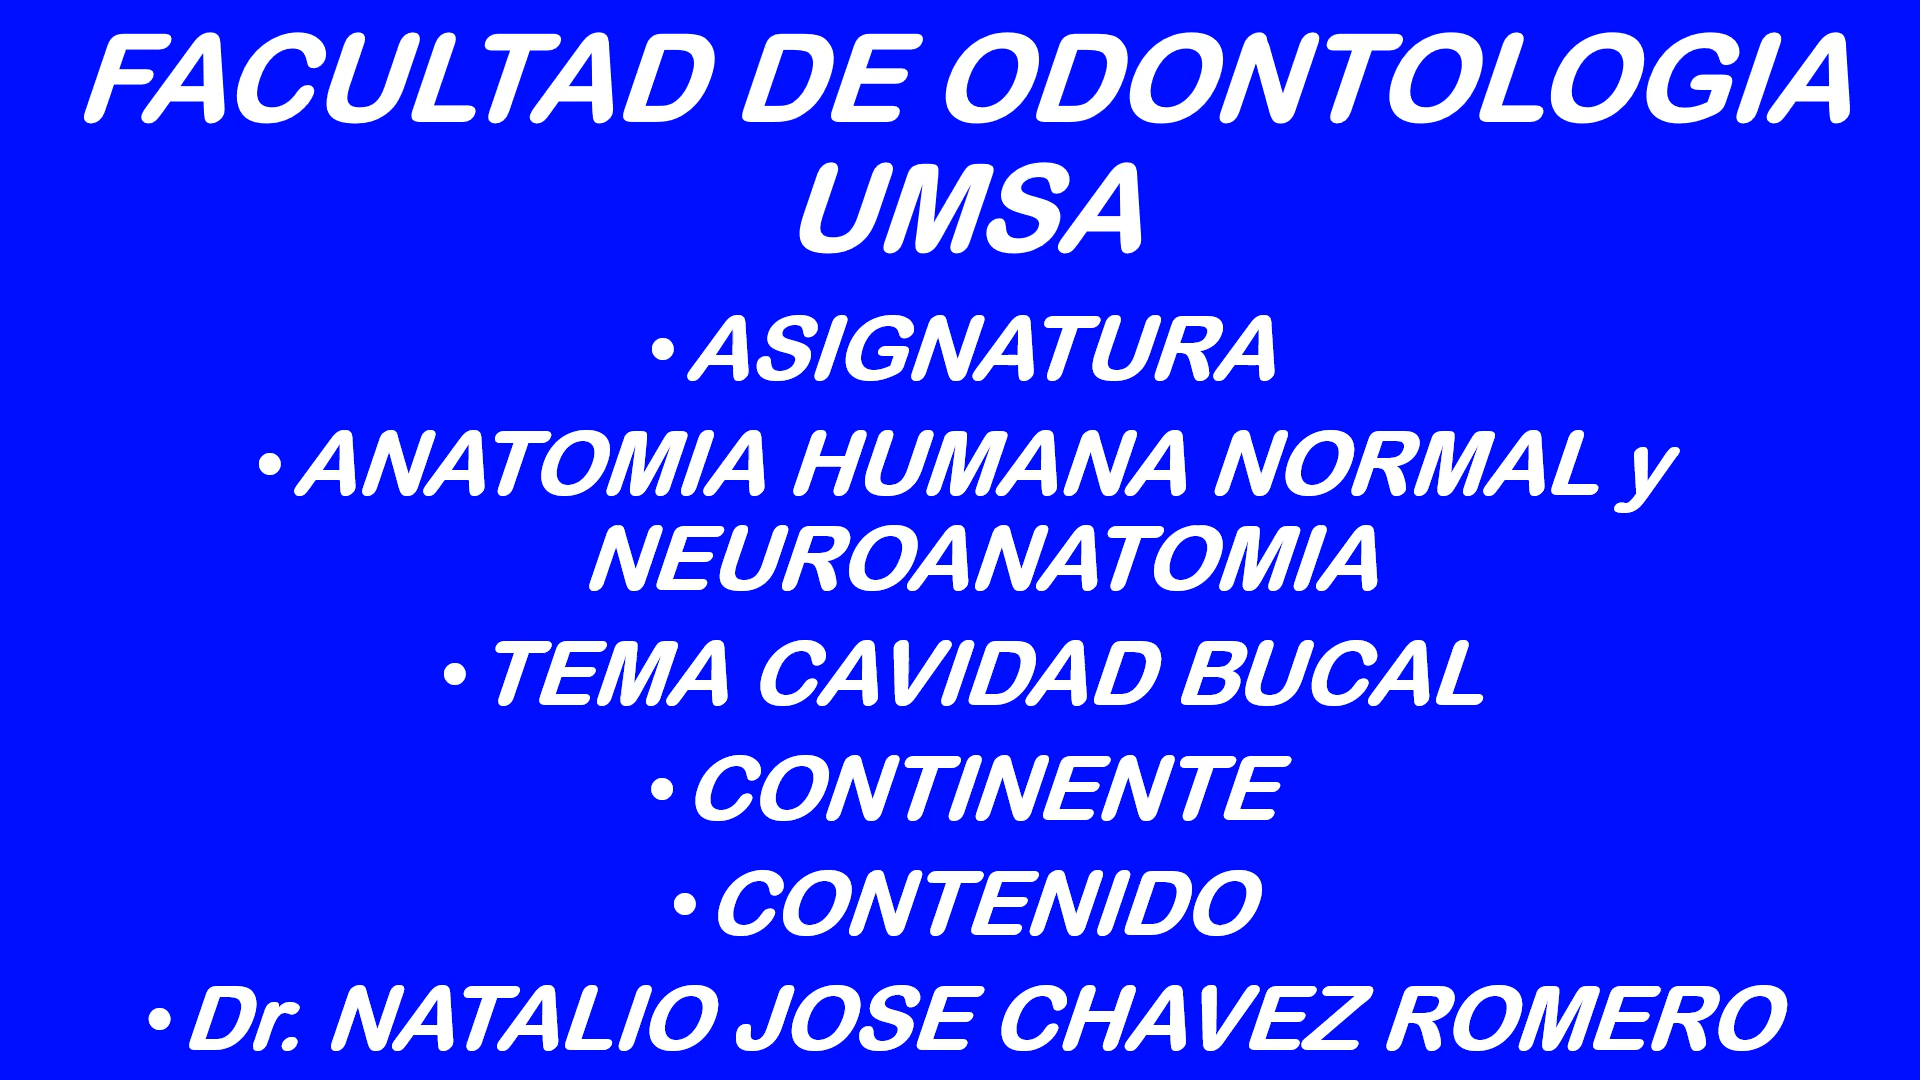 FACULTAD DE ODONTOLOGIA
UMSA
• ASIGNATURA
• ANATOMIA HUMANA NORMAL y
NEUROANATOMIA
• TEMA CAVIDAD BUCAL
• CONTINENTE
• CONTENIDO
• Dr. NATALIO JOSE CHAVEZ ROMERO